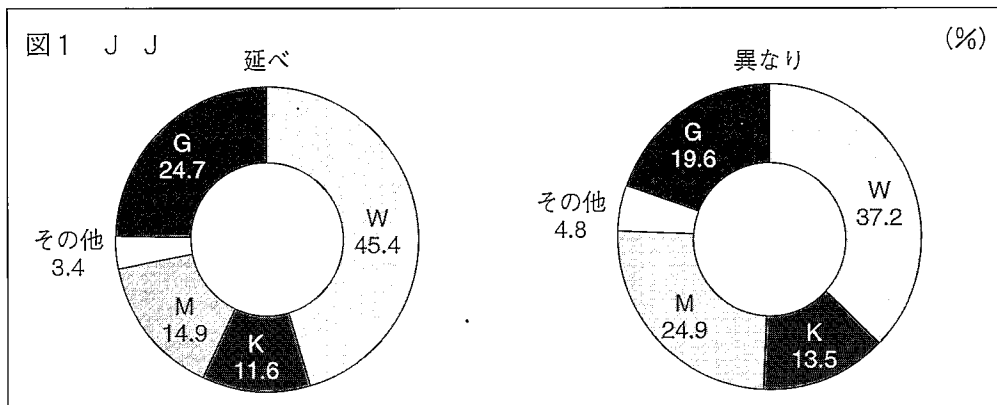 図1 J J
(%)
延べ
G
24.7
W
45.4
その他
3.4
M
14.9
K
11.6
異なり
G
19.6
W
37.2
その他
4.8
M
24.9
K
13.5